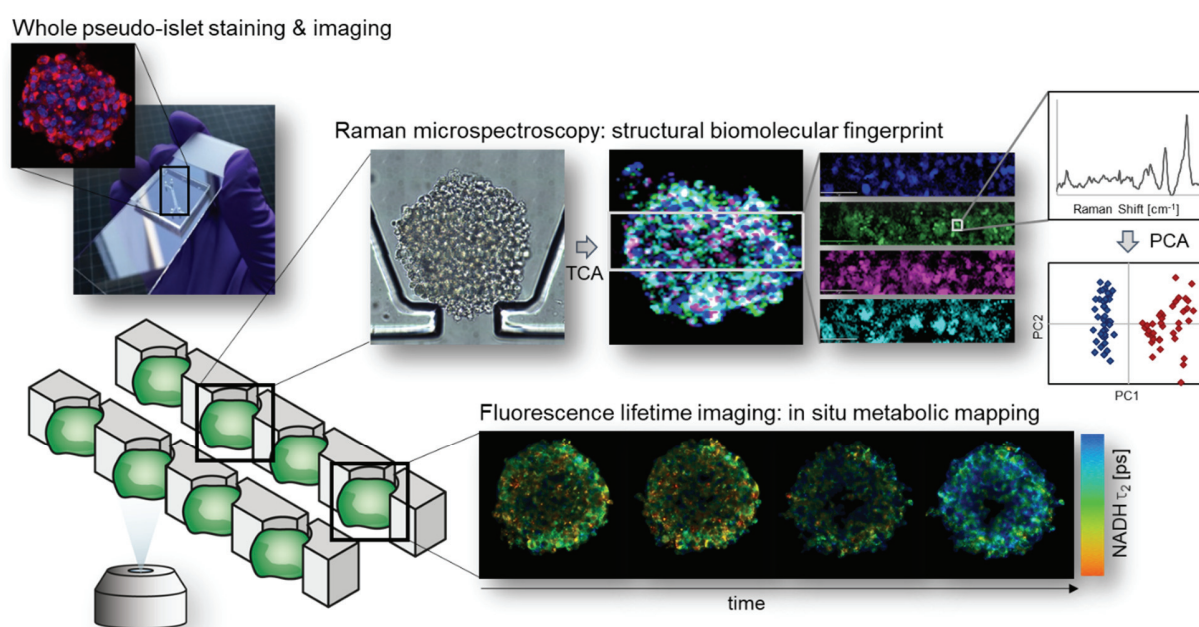 Whole pseudo-islet staining & imaging
Raman microspectroscopy: structural biomolecular fingerprint
TCA
Raman Shift [cm⁻¹]
PCA
PC2
PC1
Fluorescence lifetime imaging: in situ metabolic mapping
NADH τ₂ [ps]
time